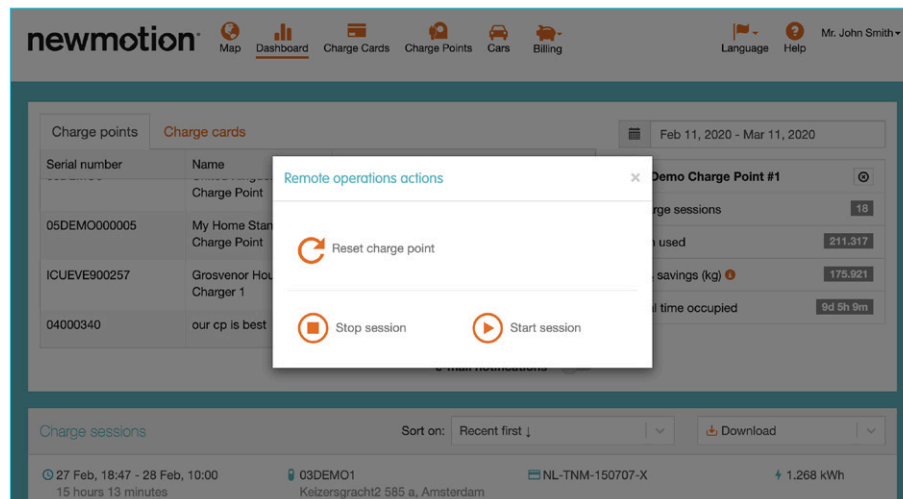 newmotion
Map
Dashboard
Charge Cards
Charge Points
Cars
Billing
Language
Help
Mr. John Smith
Charge points
Charge cards
Feb 11, 2020 - Mar 11, 2020
Serial number
Name
Charge Point
05DEMO000005
My Home Stan
Charge Point
ICUEVE900257
Grosvenor Hou
Charger 1
04000340
our cp is best
Remote operations actions
×
Reset charge point
Stop session
Start session
Demo Charge Point #1
rge sessions
18
used
211.317
savings (kg)
175.921
l time occupied
9d 5h 9m
e-mail notifications
Charge sessions
Sort on:
Recent first ↓
Download
27 Feb, 18:47 - 28 Feb, 10:00
15 hours 13 minutes
03DEMO1
Keizersgracht2 585 a, Amsterdam
NL-TNM-150707-X
1.268 kWh